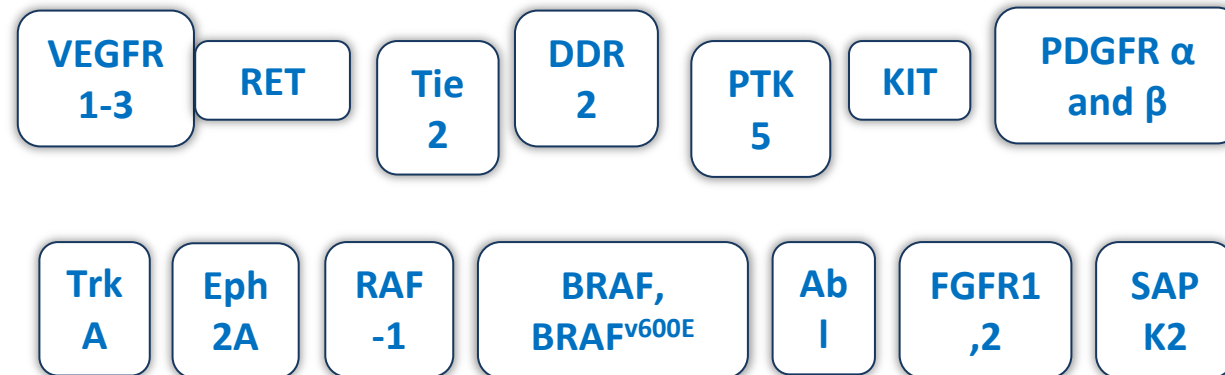 VEGFR
1-3
RET
Tie
2
DDR
2
PTK
5
KIT
PDGFR α
and β
Trk
A
Eph
2A
RAF
-1
BRAF,
BRAFv600E
Ab
l
FGFR1
,2
SAP
K2